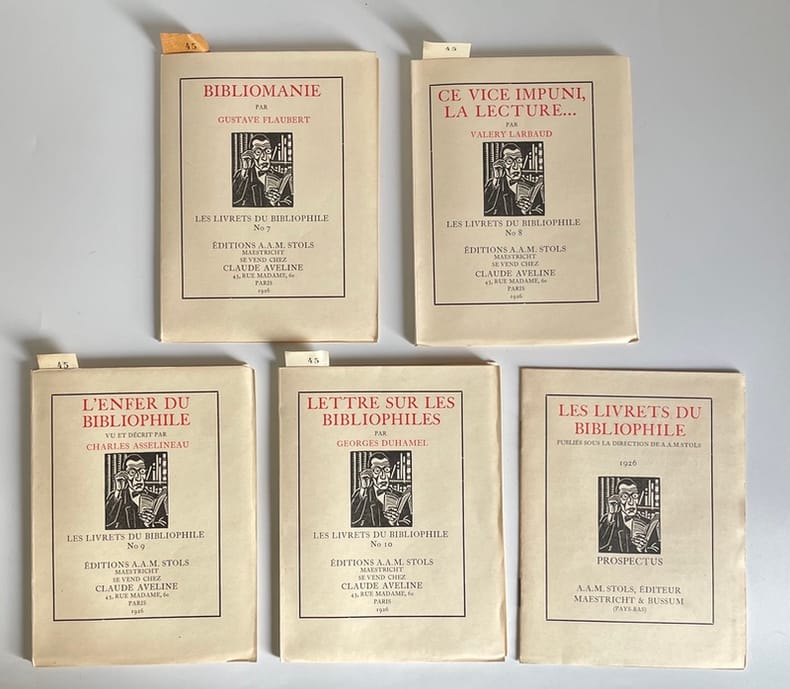 45
BIBLIOMANIE
PAR
GUSTAVE FLAUBERT
LES LIVRETS DU BIBLIOPHILE
No 7
ÉDITIONS A.A.M. STOLS
MAESTRICHT
SE VEND CHEZ
CLAUDE AVELINE
43, RUE MADAME, 6e
PARIS
1926
45
CE VICE IMPUNI,
LA LECTURE...
PAR
VALERY LARBAUD
LES LIVRETS DU BIBLIOPHILE
No 8
ÉDITIONS A.A.M. STOLS
MAESTRICHT
SE VEND CHEZ
CLAUDE AVELINE
43, RUE MADAME, 6e
PARIS
1926
45
L'ENFER DU
BIBLIOPHILE
VU ET DÉCRIT PAR
CHARLES ASSELINEAU
LES LIVRETS DU BIBLIOPHILE
No 9
ÉDITIONS A.A.M. STOLS
MAESTRICHT
SE VEND CHEZ
CLAUDE AVELINE
43, RUE MADAME, 6e
PARIS
1926
45
LETTRE SUR LES
BIBLIOPHILES
PAR
GEORGES DUHAMEL
LES LIVRETS DU BIBLIOPHILE
No 10
ÉDITIONS A.A.M. STOLS
MAESTRICHT
SE VEND CHEZ
CLAUDE AVELINE
43, RUE MADAME, 6e
PARIS
1926
LES LIVRETS DU
BIBLIOPHILE
PUBLIÉS SOUS LA DIRECTION DE A.A.M.STOLS
1926
PROSPECTUS
A.A.M. STOLS, ÉDITEUR
MAESTRICHT & BUSSUM
(PAYS-BAS)